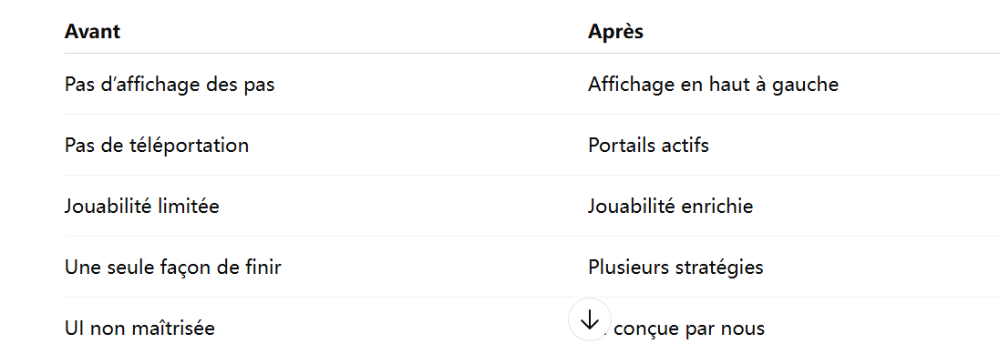 Avant Après
Pas d’affichage des pas Affichage en haut à gauche
Pas de téléportation Portails actifs
Jouabilité limitée Jouabilité enrichie
Une seule façon de finir Plusieurs stratégies
UI non maîtrisée conçue par nous